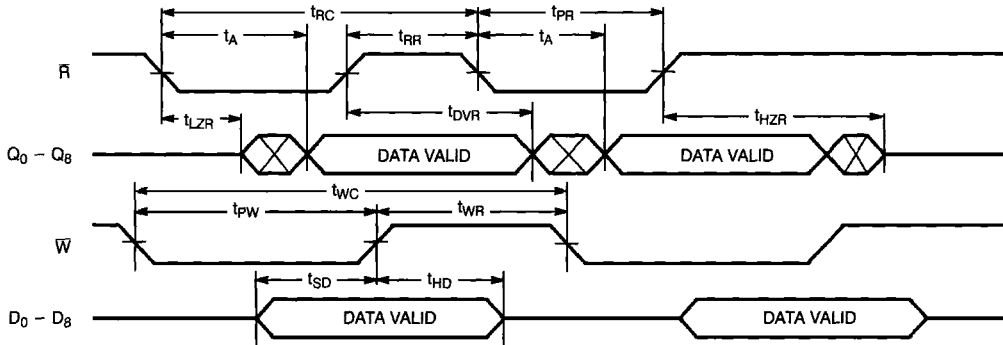 tRC tPR
tA tRR tA
R̅
tLZR tDVR tHZR
Q0 – Q8 DATA VALID DATA VALID
tWC
tPW tWR
W̅
tSD tHD
D0 – D8 DATA VALID DATA VALID